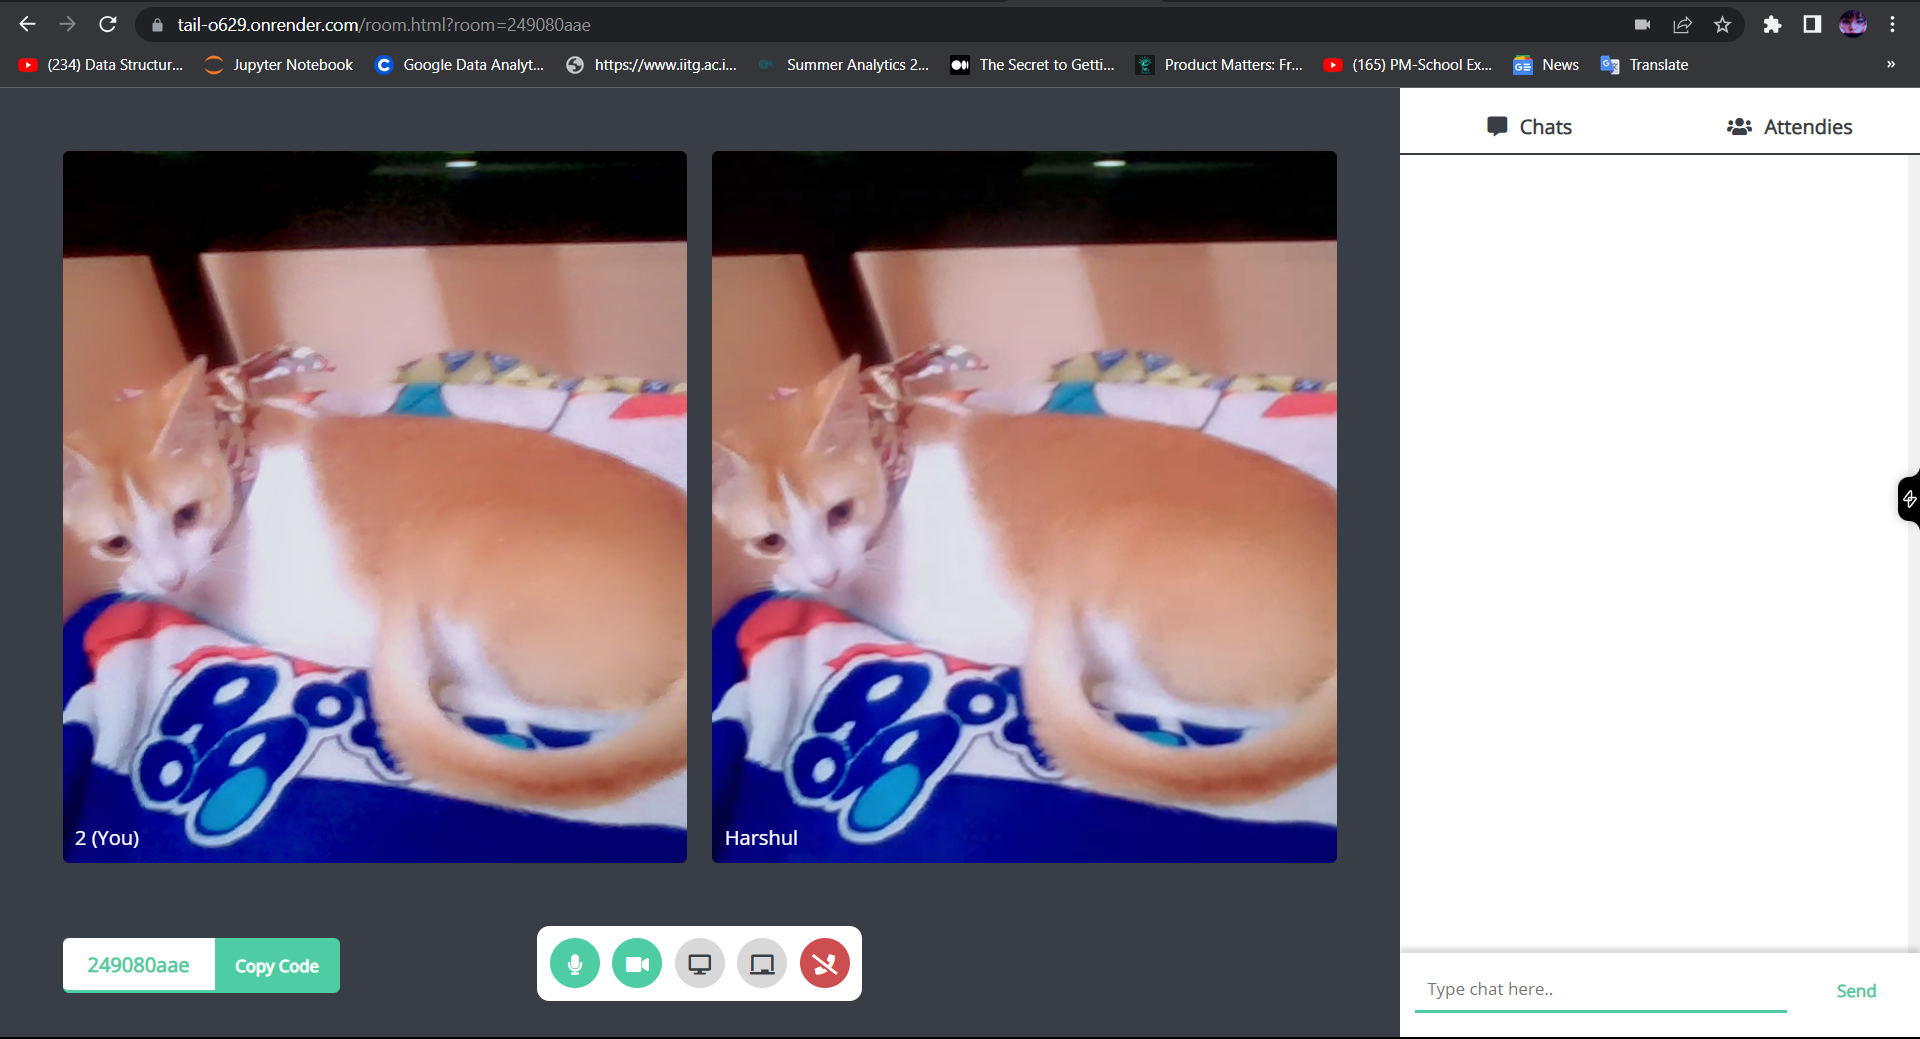 tail-o629.onrender.com/room.html?room=249080aae
(234) Data Structur...
Jupyter Notebook
Google Data Analyt...
https://www.iitg.ac.i...
Summer Analytics 2...
The Secret to Getti...
Product Matters: Fr...
(165) PM-School Ex...
News
Translate
»
Chats
Attendies
2 (You)
Harshul
249080aae
Copy Code
Type chat here..
Send